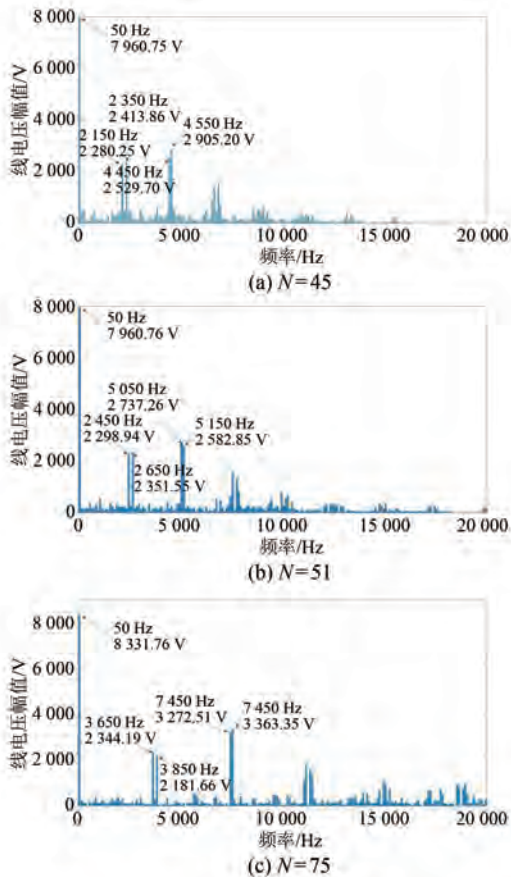 8 000
50 Hz
7 960.75 V
6 000
线电压幅值/V
4 000
2 350 Hz
2 413.86 V
4 550 Hz
2 905.20 V
2 150 Hz
2 280.25 V
2 000
4 450 Hz
2 529.70 V
0
0
5 000
10 000
15 000
20 000
频率/Hz
(a) N=45
8 000
50 Hz
7 960.76 V
6 000
线电压幅值/V
4 000
5 050 Hz
2 737.26 V
5 150 Hz
2 582.85 V
2 450 Hz
2 298.94 V
2 000
2 650 Hz
2 351.55 V
0
0
5 000
10 000
15 000
20 000
频率/Hz
(b) N=51
8 000
50 Hz
8 331.76 V
6 000
线电压幅值/V
4 000
7 450 Hz
3 272.51 V
7 450 Hz
3 363.35 V
3 650 Hz
2 344.19 V
2 000
3 850 Hz
2 181.66 V
0
0
5 000
10 000
15 000
20 000
频率/Hz
(c) N=75